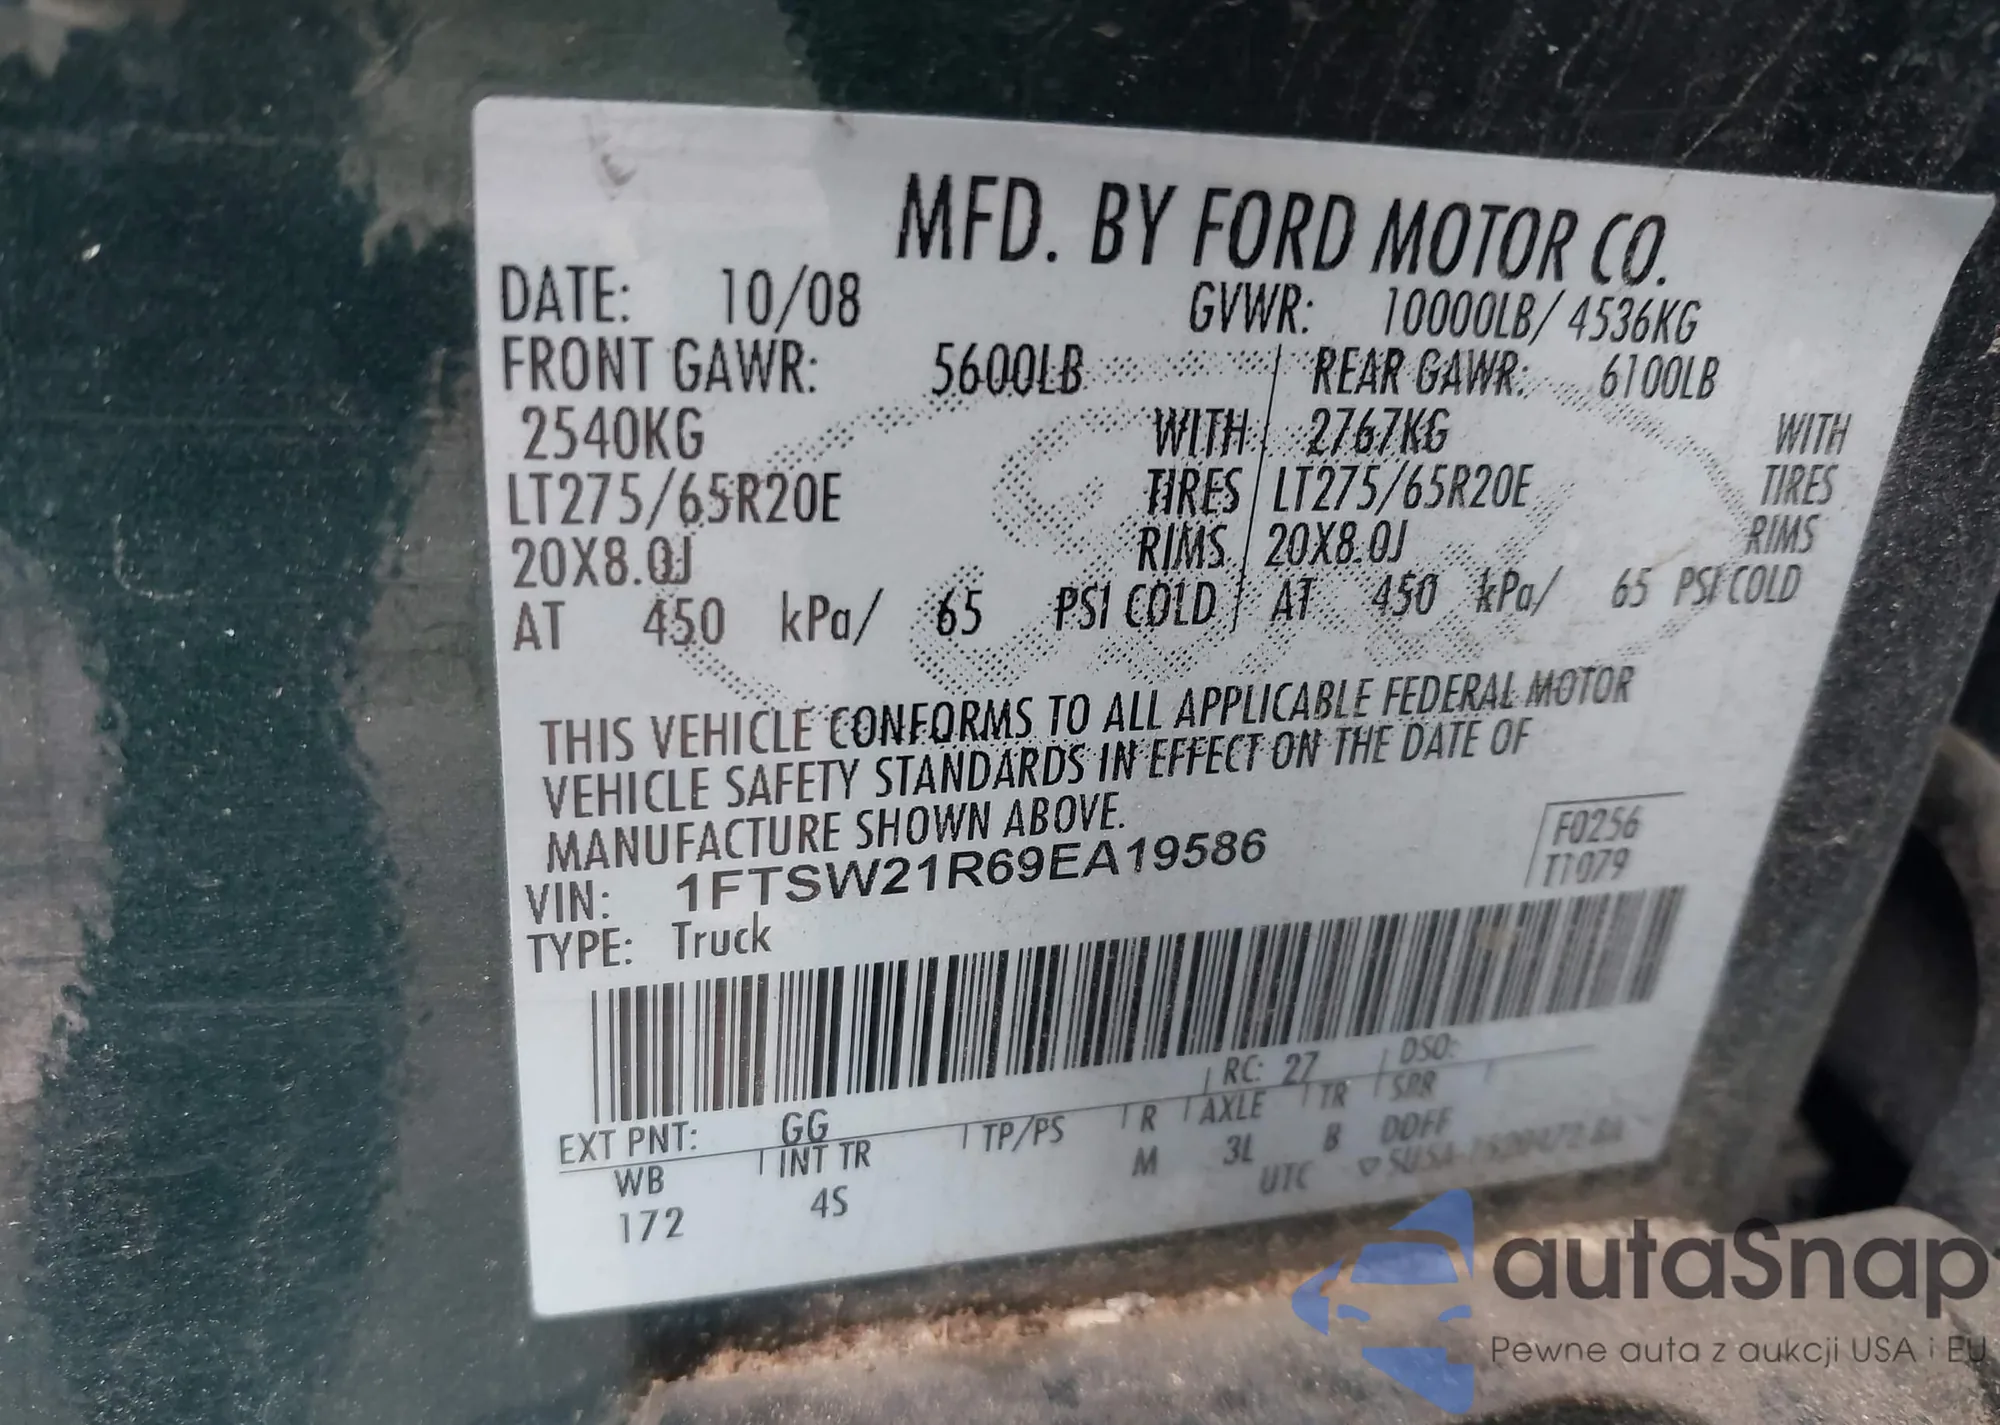 MFD. BY FORD MOTOR CO.
DATE: 10/08 GVWR: 10000LB/ 4536KG
FRONT GAWR: 5600LB REAR GAWR: 6100LB
2540KG WITH 2767KG WITH
LT275/65R20E TIRES LT275/65R20E TIRES
20X8.0J RIMS 20X8.0J RIMS
AT 450 kPa/ 65 PSI COLD AT 450 kPa/ 65 PSI COLD
THIS VEHICLE CONFORMS TO ALL APPLICABLE FEDERAL MOTOR
VEHICLE SAFETY STANDARDS IN EFFECT ON THE DATE OF
MANUFACTURE SHOWN ABOVE.
F0256
T1079
VIN: 1FTSW21R69EA19586
TYPE: Truck
EXT PNT: GG RC: 27 DSO:
WB INT TR TP/PS R AXLE TR SPR
172 4S M 3L B DDFF
UTC
autaSnap
Pewne auta z aukcji USA i EU